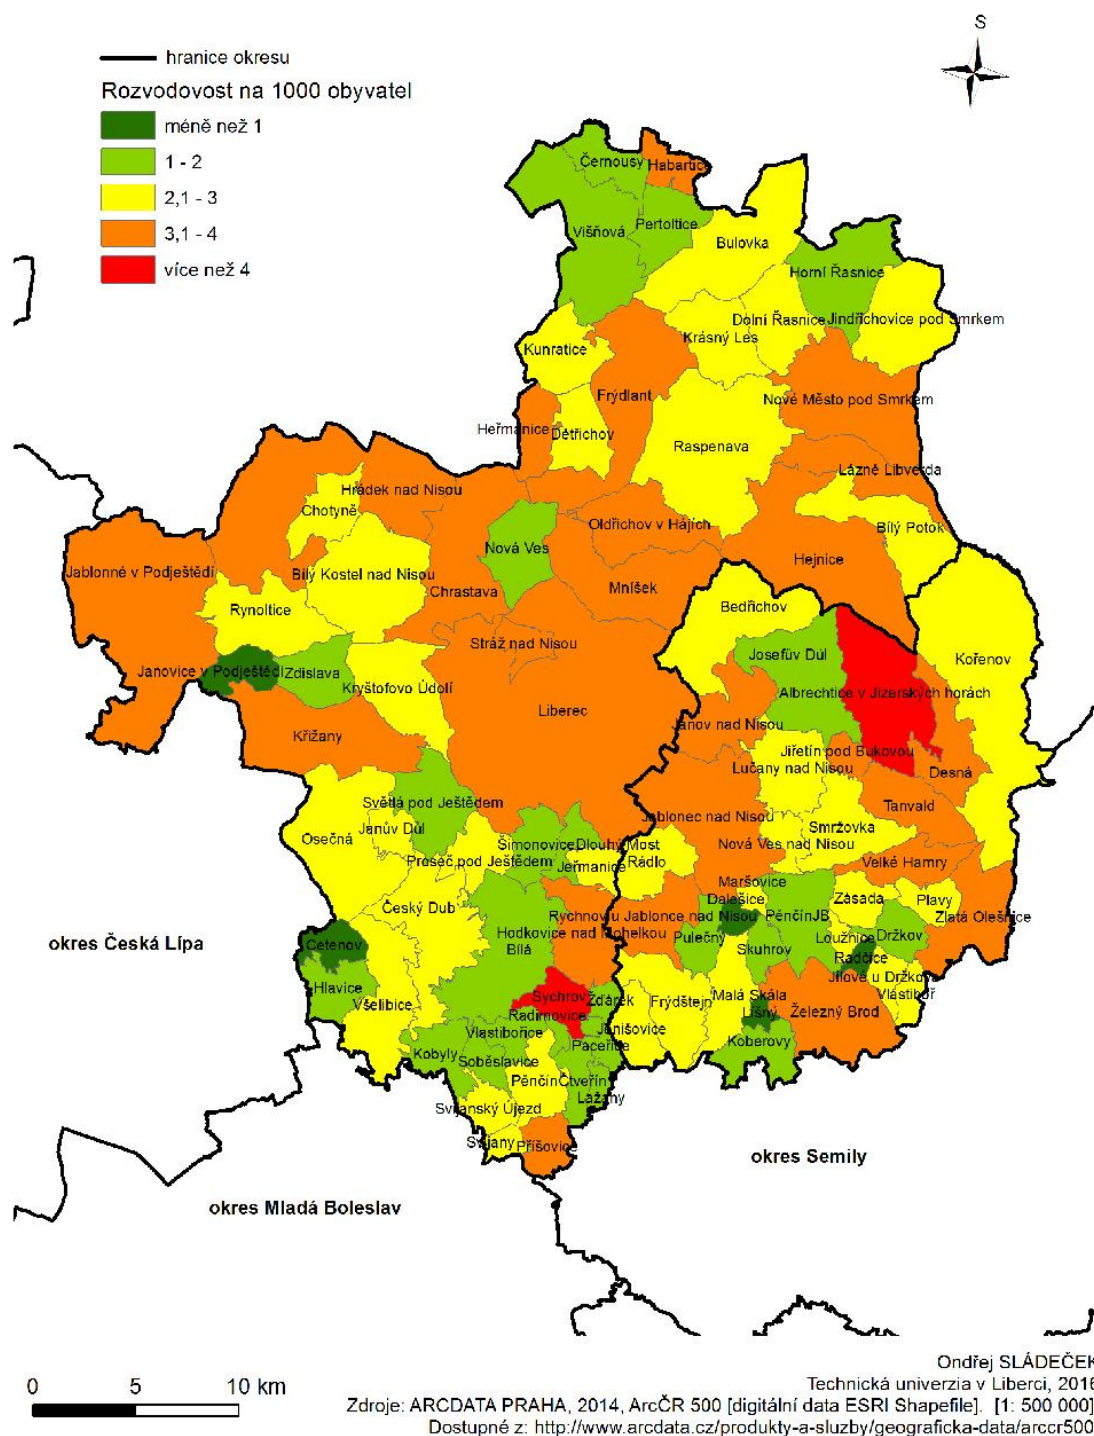 S
hranice okresu
Rozvodovost na 1000 obyvatel
méně než 1
1 - 2
2,1 - 3
3,1 - 4
více než 4
Černousy
Habartice
Višňová
Pertoltice
Bulovka
Horní Řasnice
Dolní Řasnice
Jindřichovice pod Smrkem
Krásný Les
Kunratice
Frýdlant
Nové Město pod Smrkem
Heřmanice
Dětřichov
Raspenava
Lázně Libverda
Hrádek nad Nisou
Chotyně
Oldřichov v Hájích
Bílý Potok
Nová Ves
Hejnice
Jablonné v Podještědí
Bílý Kostel nad Nisou
Chrastava
Mníšek
Rynoltice
Bedřichov
Stráž nad Nisou
Josefův Důl
Kořenov
Janovice v Podještědí
Zdislava
Kryštofovo Údolí
Albrechtice v Jizerských horách
Liberec
Janov nad Nisou
Křižany
Jiřetín pod Bukovou
Lučany nad Nisou
Desná
Světlá pod Ještědem
Tanvald
Jablonec nad Nisou
Janův Důl
Smržovka
Osečná
Šimonovice
Dlouhý Most
Nová Ves nad Nisou
Proseč pod Ještědem
Jeřmanice
Rádlo
Velké Hamry
Maršovice
Dalešice
Zásada
Plavy
Český Dub
Rychnov u Jablonce nad Nisou
PěnčínJB
Zlatá Olešnice
Hodkovice nad Mohelkou
Pulečný
Loužnice
Držkov
okres Česká Lípa
Cetenov
Bílá
Skuhrov
Radčice
Jílové u Držkova
Hlavice
Sychrov
Žďárek
Frýdštejn
Malá Skála
Vlastiboř
Všelibice
Radimovice
Líšný
Železný Brod
Vlastibořice
Jenišovice
Paceřice
Koberovy
Kobyly
Soběslavice
Pěnčín
Čtveřín
Lažany
Svijanský Újezd
Svijany
Příšovice
okres Semily
okres Mladá Boleslav
Ondřej SLÁDEČEK
Technická univerzia v Liberci, 2016
0 5 10 km
Zdroje: ARCDATA PRAHA, 2014, ArcČR 500 [digitální data ESRI Shapefile]. [1: 500 000]
Dostupné z: http://www.arcdata.cz/produkty-a-sluzby/geograficka-data/arccr500